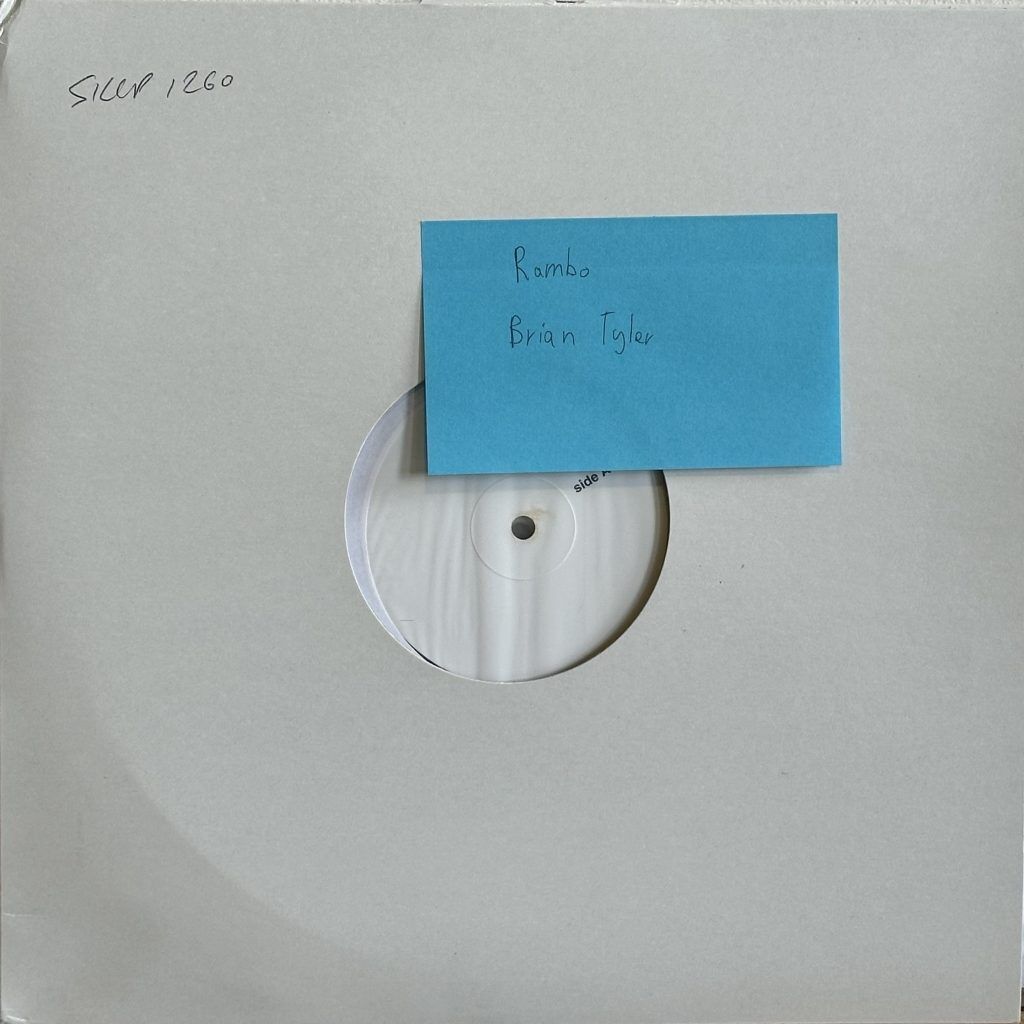 SILLP 1260
Rambo
Brian Tyler
side A